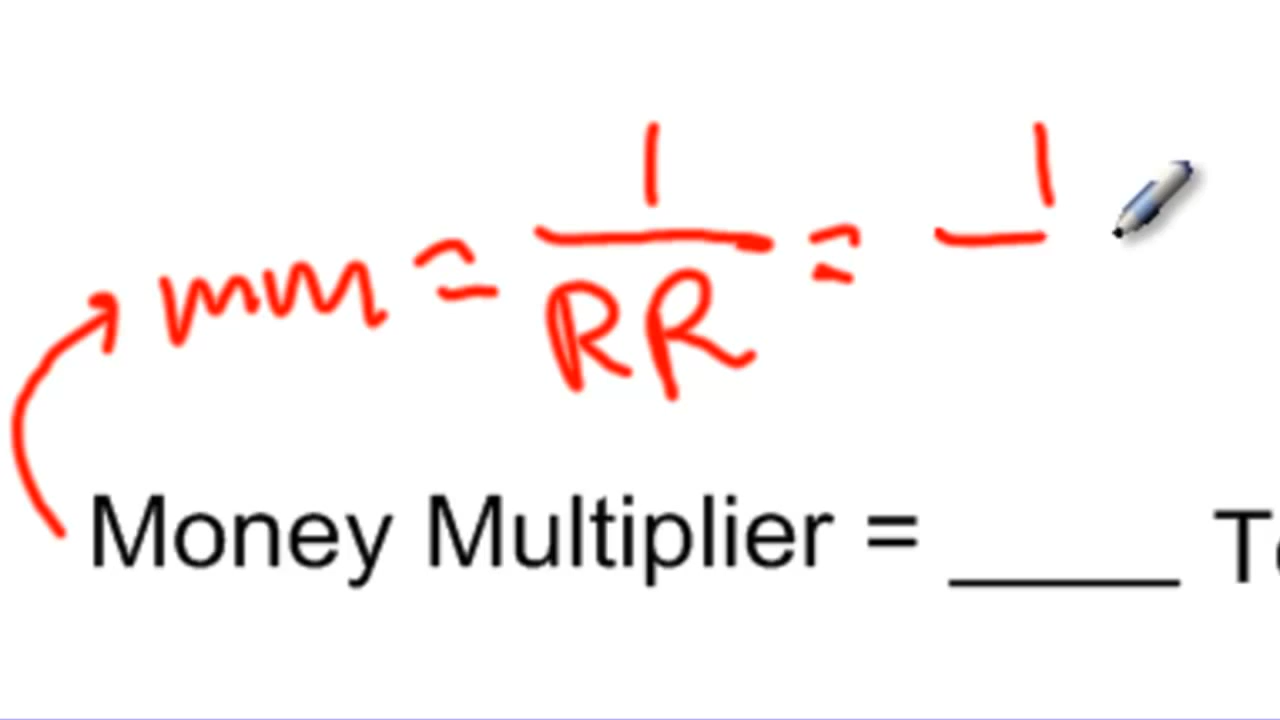 mm = 1/RR = 1/
Money Multiplier = _____